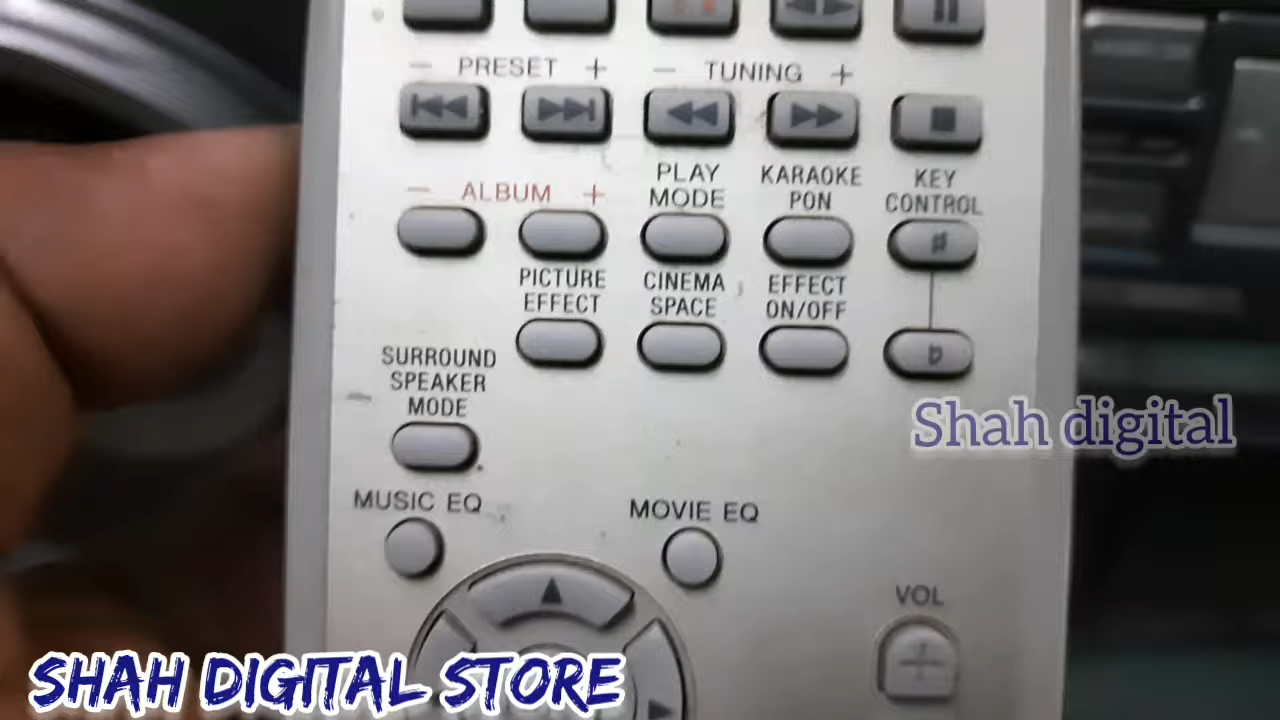 − PRESET + − TUNING +
− ALBUM +
PLAY MODE
KARAOKE PON
KEY CONTROL
♯
PICTURE EFFECT
CINEMA SPACE
EFFECT ON/OFF
♭
SURROUND SPEAKER MODE
Shah digital
MUSIC EQ
MOVIE EQ
VOL
+
SHAH DIGITAL STORE